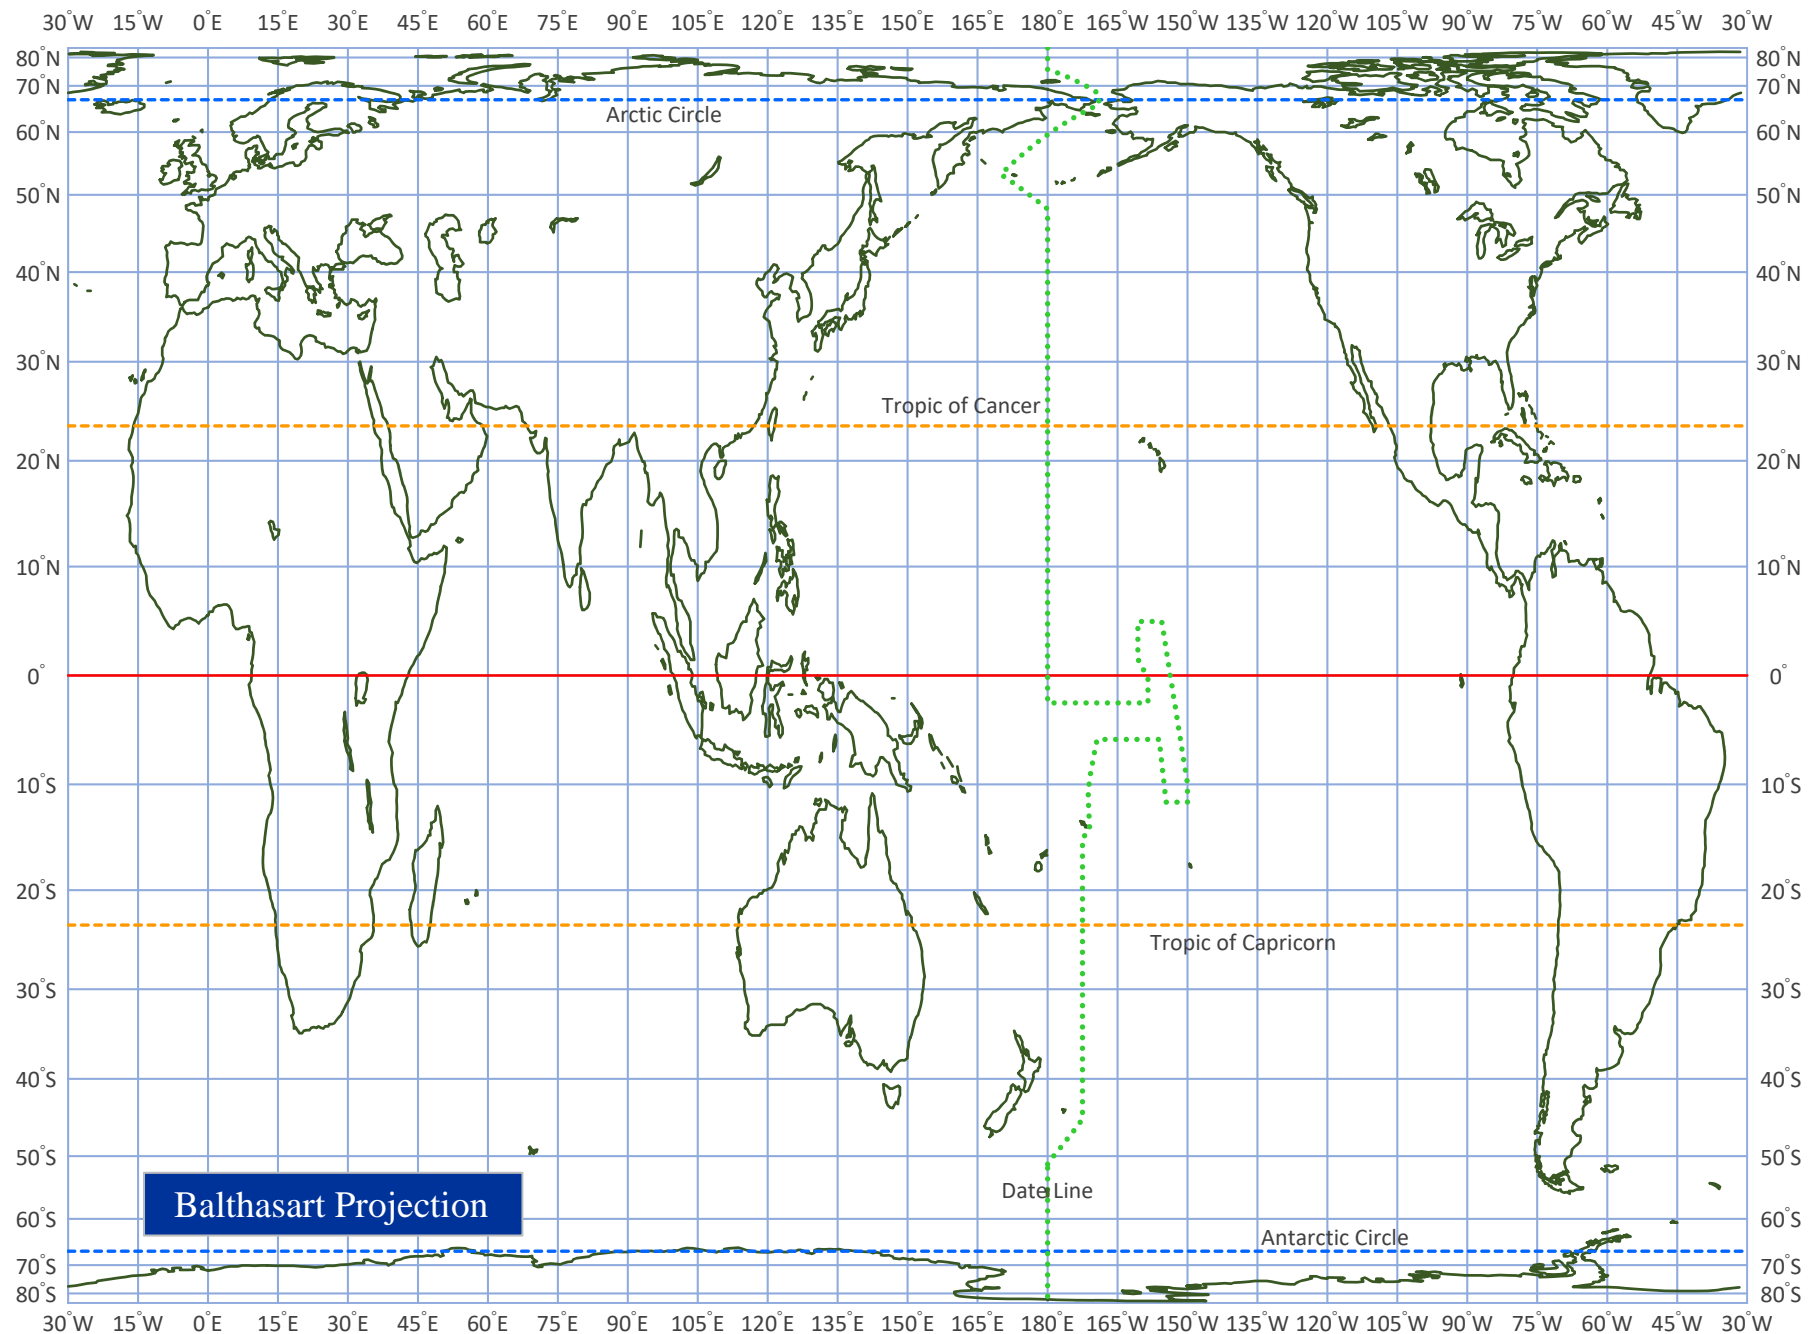 30°W 15°W 0°E 15°E 30°E 45°E 60°E 75°E 90°E 105°E 120°E 135°E 150°E 165°E 180°E 165°W 150°W 135°W 120°W 105°W 90°W 75°W 60°W 45°W 30°W
80°N 80°N
70°N 70°N
Arctic Circle
60°N 60°N
50°N 50°N
40°N 40°N
30°N 30°N
Tropic of Cancer
20°N 20°N
10°N 10°N
0° 0°
10°S 10°S
20°S 20°S
Tropic of Capricorn
30°S 30°S
40°S 40°S
50°S 50°S
Date Line
Balthasart Projection
60°S 60°S
Antarctic Circle
70°S 70°S
80°S 80°S
30°W 15°W 0°E 15°E 30°E 45°E 60°E 75°E 90°E 105°E 120°E 135°E 150°E 165°E 180°E 165°W 150°W 135°W 120°W 105°W 90°W 75°W 60°W 45°W 30°W